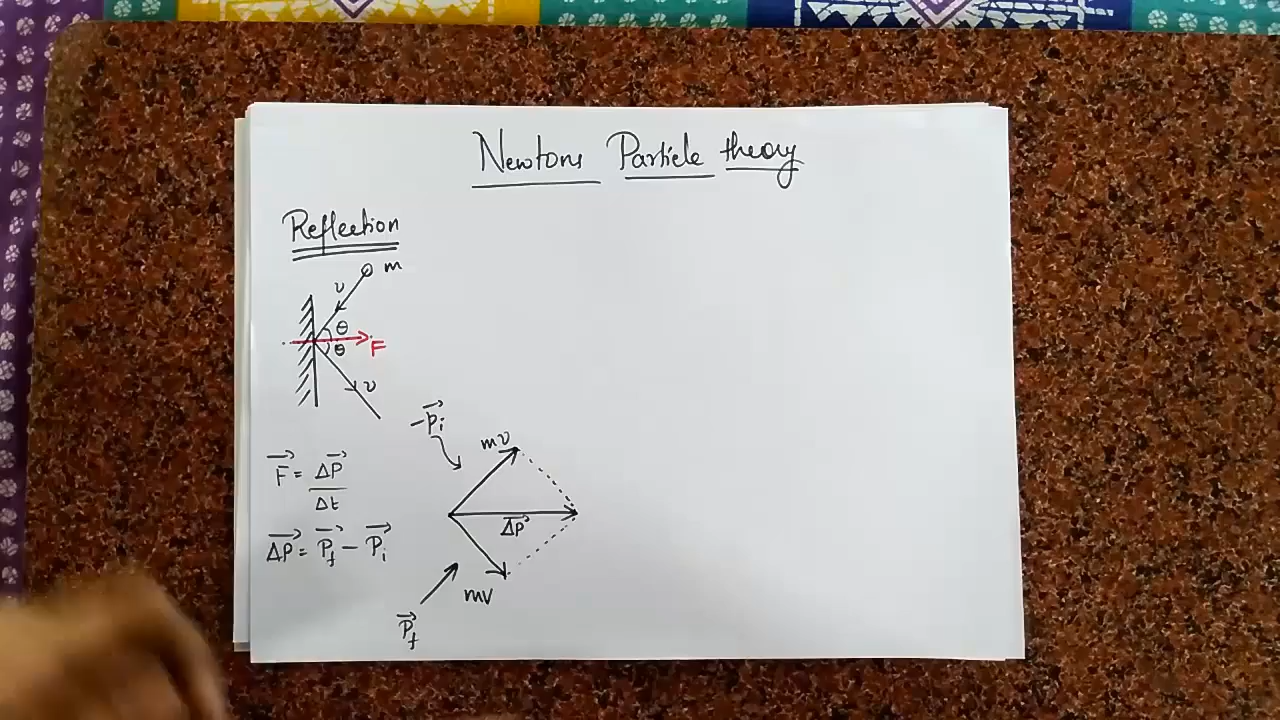 Newtons Particle theory
Reflection
m
v
θ
F
θ
v
-p⃗i
mv
F⃗ = ΔP⃗ / Δt
ΔP⃗
ΔP⃗ = P⃗f - P⃗i
mv
P⃗f